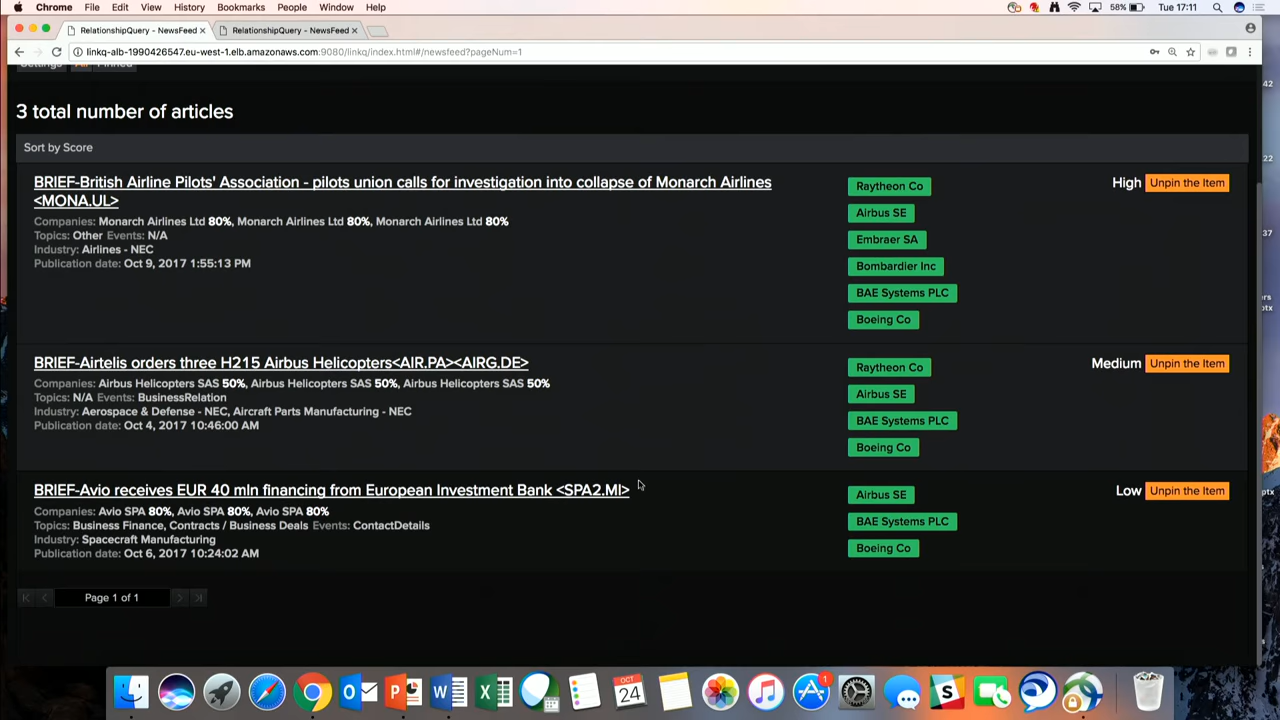 Chrome File Edit View History Bookmarks People Window Help 58% Tue 17:11
RelationshipQuery - NewsFeed RelationshipQuery - NewsFeed
linkq-alb-1990426547.eu-west-1.elb.amazonaws.com:9080/linkq/index.html#/newsfeed?pageNum=1
Settings All Pinned
3 total number of articles
Sort by Score
BRIEF-British Airline Pilots' Association - pilots union calls for investigation into collapse of Monarch Airlines
<MONA.UL>
Companies: Monarch Airlines Ltd 80%, Monarch Airlines Ltd 80%, Monarch Airlines Ltd 80%
Topics: Other Events: N/A
Industry: Airlines - NEC
Publication date: Oct 9, 2017 1:55:13 PM
Raytheon Co
Airbus SE
Embraer SA
Bombardier Inc
BAE Systems PLC
Boeing Co
High Unpin the Item
BRIEF-Airtelis orders three H215 Airbus Helicopters<AIR.PA><AIRG.DE>
Companies: Airbus Helicopters SAS 50%, Airbus Helicopters SAS 50%, Airbus Helicopters SAS 50%
Topics: N/A Events: BusinessRelation
Industry: Aerospace & Defense - NEC, Aircraft Parts Manufacturing - NEC
Publication date: Oct 4, 2017 10:46:00 AM
Raytheon Co
Airbus SE
BAE Systems PLC
Boeing Co
Medium Unpin the Item
BRIEF-Avio receives EUR 40 mln financing from European Investment Bank <SPA2.MI>
Companies: Avio SPA 80%, Avio SPA 80%, Avio SPA 80%
Topics: Business Finance, Contracts / Business Deals Events: ContactDetails
Industry: Spacecraft Manufacturing
Publication date: Oct 6, 2017 10:24:02 AM
Airbus SE
BAE Systems PLC
Boeing Co
Low Unpin the Item
Page 1 of 1
OCT
24
1